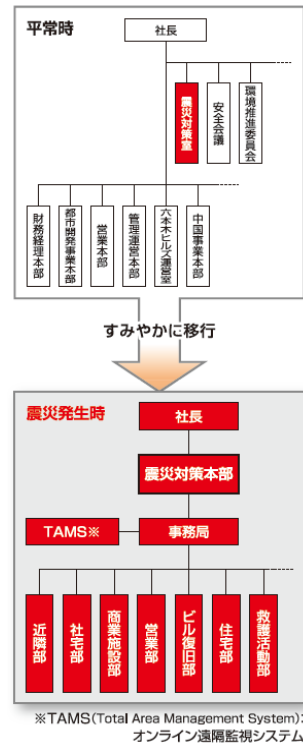 平常時
社長
震災対策室
安全会議
環境推進委員会
財務経理本部
都市開発事業本部
営業本部
管理運営本部
六本木ヒルズ運営室
中国事業本部
すみやかに移行
震災発生時
社長
震災対策本部
TAMS※
事務局
近隣部
社宅部
商業施設部
営業部
ビル復旧部
住宅部
救護活動部
※TAMS(Total Area Management System):
オンライン遠隔監視システム